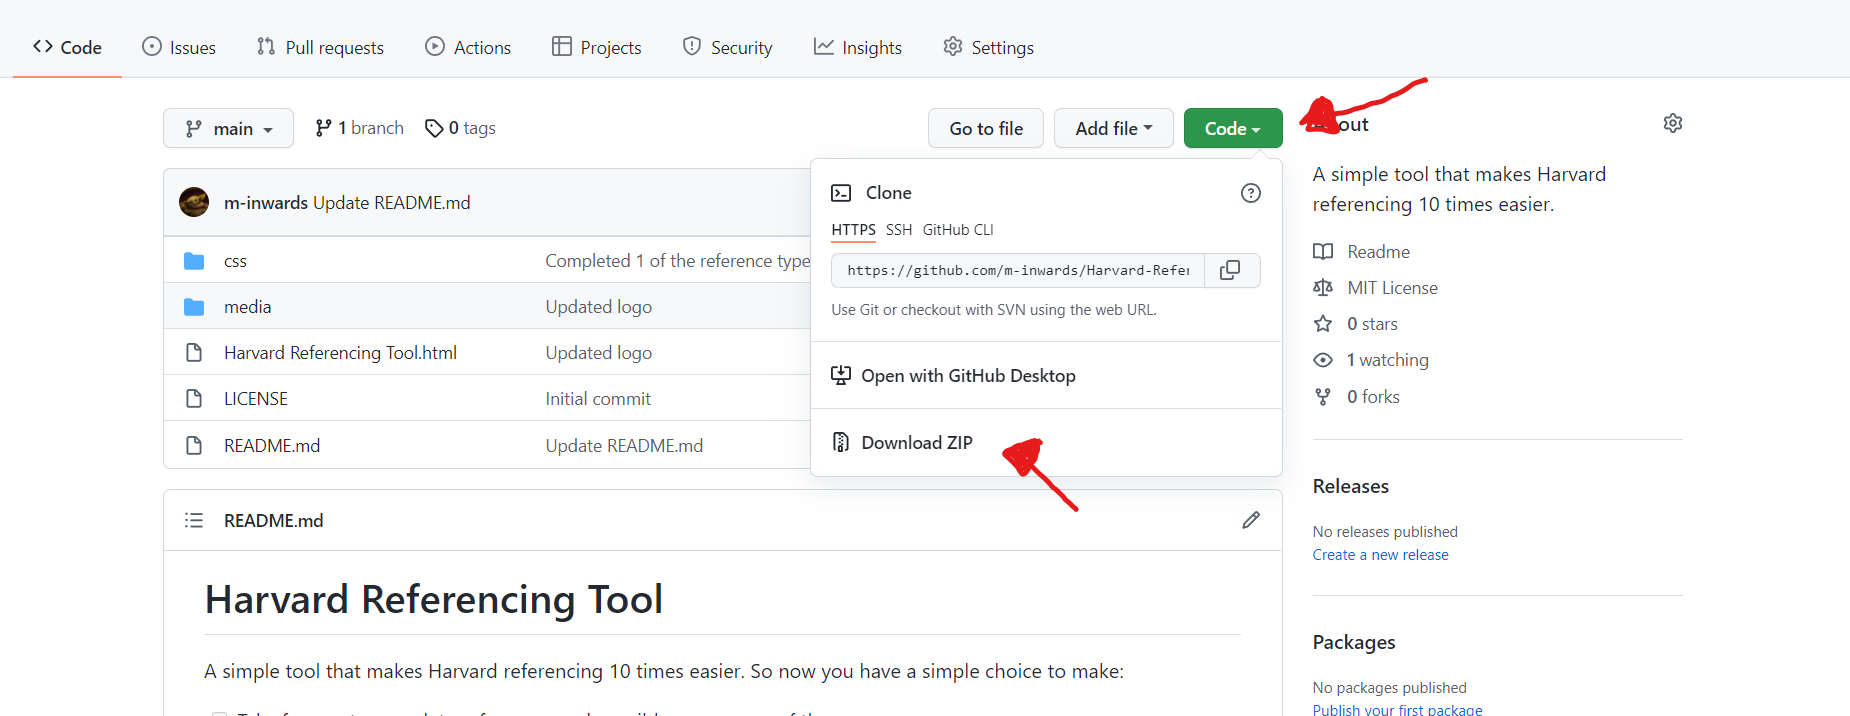 Code Issues Pull requests Actions Projects Security Insights Settings
main 1 branch 0 tags Go to file Add file Code
m-inwards Update README.md
css Completed 1 of the reference type
media Updated logo
Harvard Referencing Tool.html Updated logo
LICENSE Initial commit
README.md Update README.md
Clone
HTTPS SSH GitHub CLI
https://github.com/m-inwards/Harvard-Refer
Use Git or checkout with SVN using the web URL.
Open with GitHub Desktop
Download ZIP
README.md
Harvard Referencing Tool
A simple tool that makes Harvard referencing 10 times easier. So now you have a simple choice to make:
out
A simple tool that makes Harvard
referencing 10 times easier.
Readme
MIT License
0 stars
1 watching
0 forks
Releases
No releases published
Create a new release
Packages
No packages published
Publish your first package